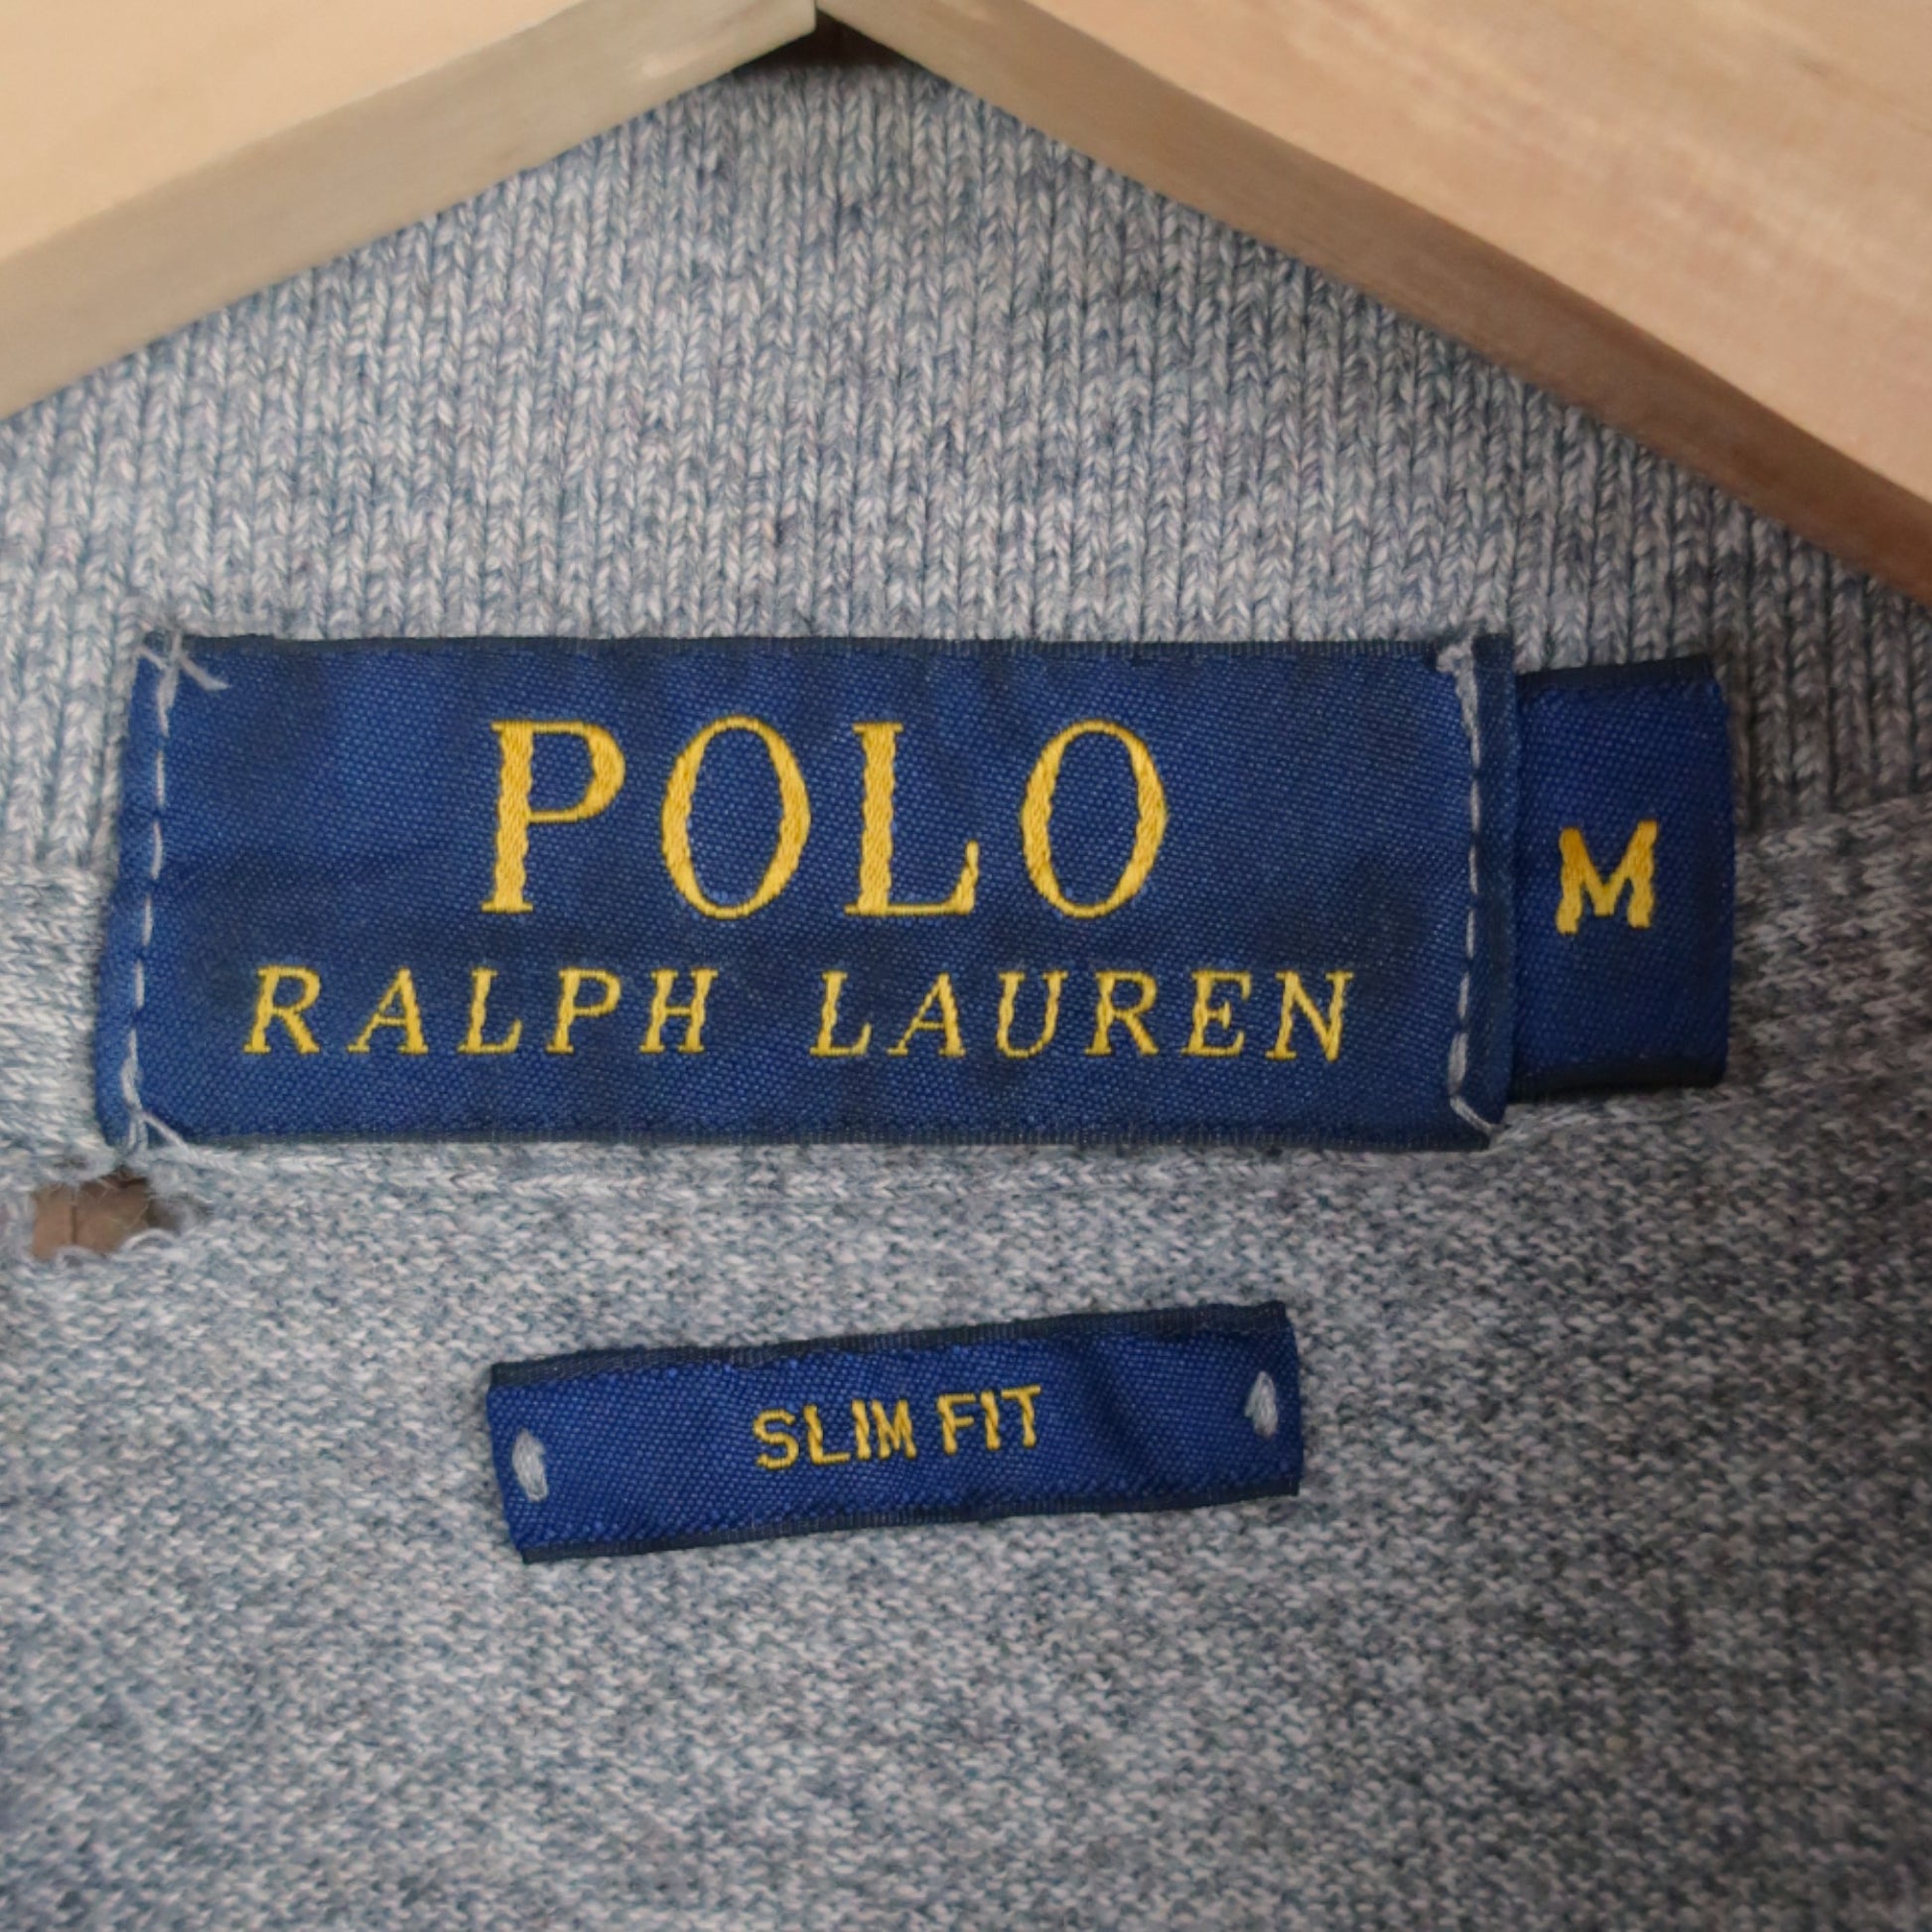 POLO
RALPH LAUREN
M
SLIM FIT